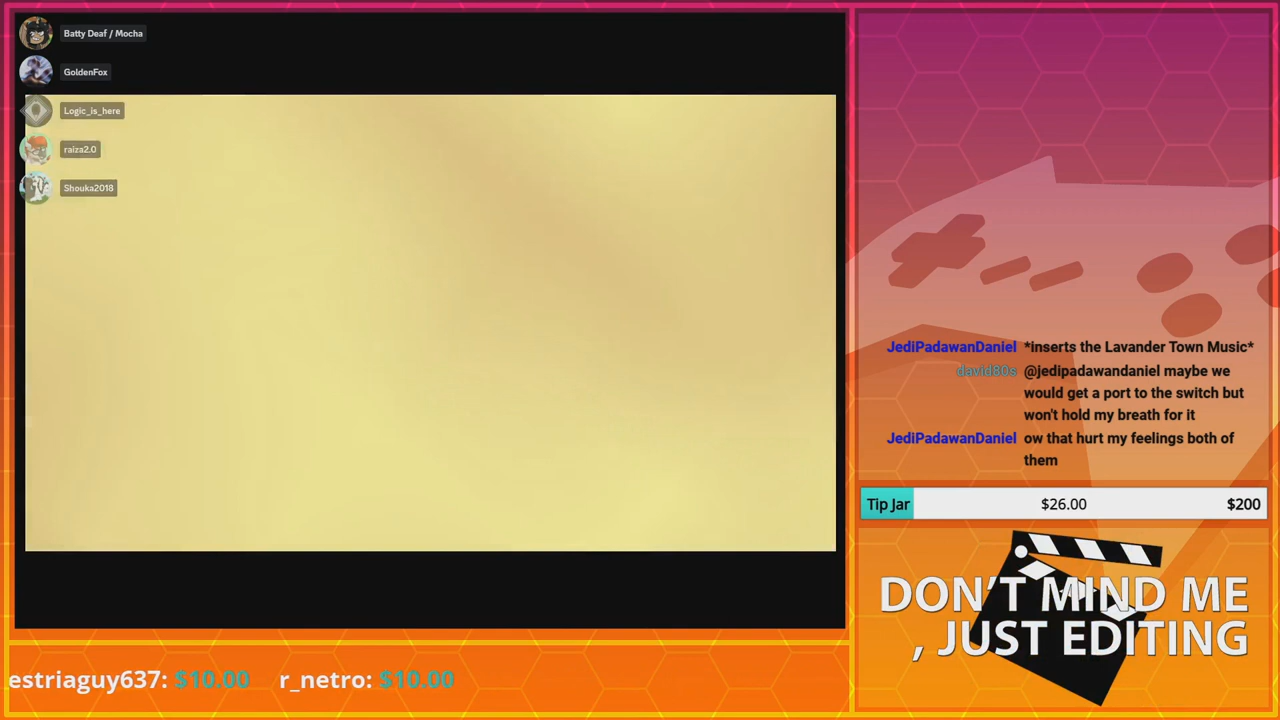 Batty Deaf / Mocha
GoldenFox
Logic_is_here
raiza2.0
Shouka2018
JediPadawanDaniel *inserts the Lavander Town Music*
david80s @jedipadawandaniel maybe we
would get a port to the switch but
won't hold my breath for it
JediPadawanDaniel ow that hurt my feelings both of
them
Tip Jar $26.00 $200
DON'T MIND ME
, JUST EDITING
estriaguy637: $10.00 r_netro: $10.00